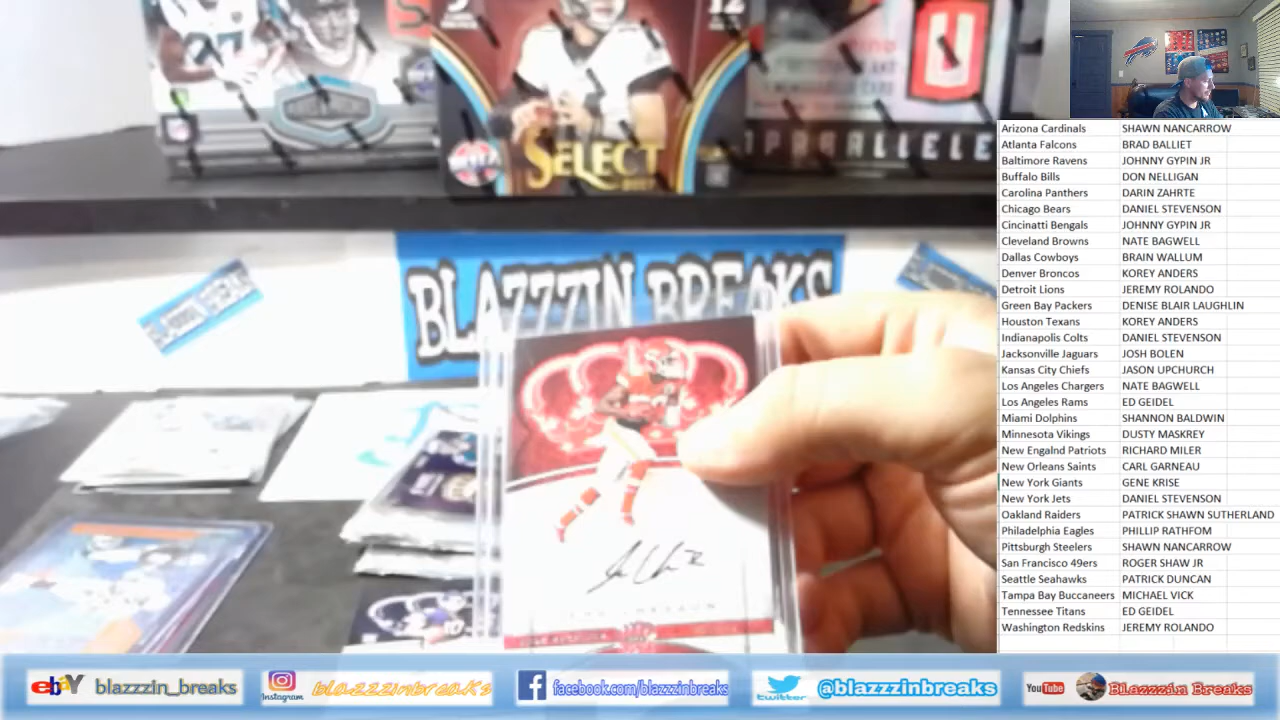 12
SELECT
U
PARALLEL
BLAZZZIN BREAKS
Arizona Cardinals SHAWN NANCARROW
Atlanta Falcons BRAD BALLIET
Baltimore Ravens JOHNNY GYPIN JR
Buffalo Bills DON NELLIGAN
Carolina Panthers DARIN ZAHRTE
Chicago Bears DANIEL STEVENSON
Cincinatti Bengals JOHNNY GYPIN JR
Cleveland Browns NATE BAGWELL
Dallas Cowboys BRAIN WALLUM
Denver Broncos KOREY ANDERS
Detroit Lions JEREMY ROLANDO
Green Bay Packers DENISE BLAIR LAUGHLIN
Houston Texans KOREY ANDERS
Indianapolis Colts DANIEL STEVENSON
Jacksonville Jaguars JOSH BOLEN
Kansas City Chiefs JASON UPCHURCH
Los Angeles Chargers NATE BAGWELL
Los Angeles Rams ED GEIDEL
Miami Dolphins SHANNON BALDWIN
Minnesota Vikings DUSTY MASKREY
New Engalnd Patriots RICHARD MILER
New Orleans Saints CARL GARNEAU
New York Giants GENE KRISE
New York Jets DANIEL STEVENSON
Oakland Raiders PATRICK SHAWN SUTHERLAND
Philadelphia Eagles PHILLIP RATHFOM
Pittsburgh Steelers SHAWN NANCARROW
San Francisco 49ers ROGER SHAW JR
Seattle Seahawks PATRICK DUNCAN
Tampa Bay Buccaneers MICHAEL VICK
Tennessee Titans ED GEIDEL
Washington Redskins JEREMY ROLANDO
ebay blazzzin_breaks
Instagram blazzzinbreaks
facebook.com/blazzzinbreaks
twitter @blazzzinbreaks
YouTube Blazzzin Breaks